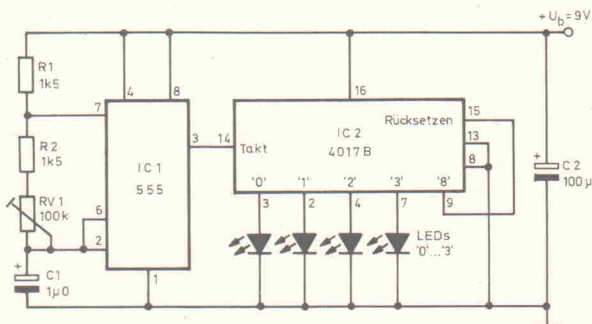 + U_b = 9V
R1
1k5
4
8
16
7
R2
1k5
IC 1
555
3
14
Takt
IC 2
4017 B
Rücksetzen
15
13
8
'0'
'1'
'2'
'3'
'8'
3
2
4
7
9
RV 1
100k
6
2
LEDs
'0'...'3'
+
C2
100µ
+
C1
1µ0
1